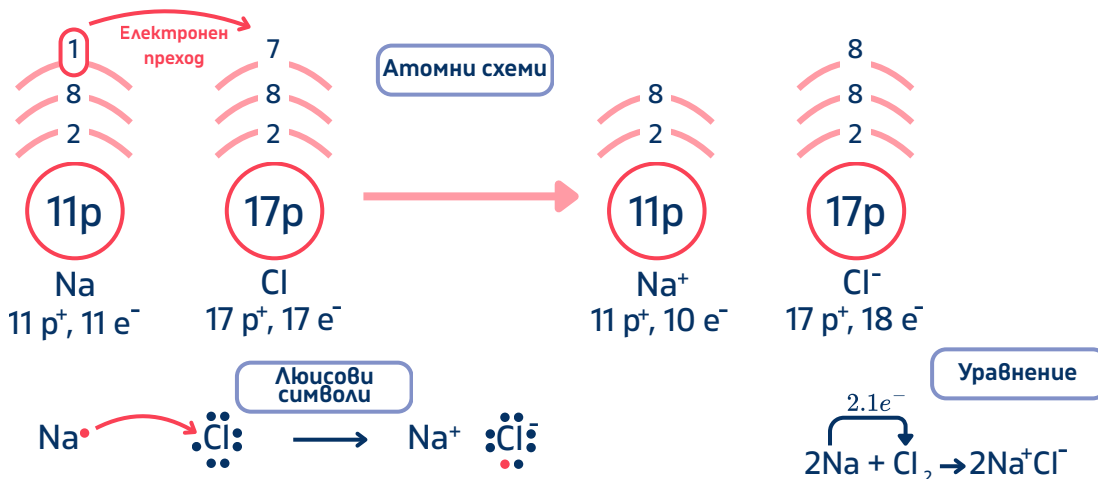 1
Електронен
преход
7
8
8
2
2
11p
17p
Na
Cl
11 p⁺, 11 e⁻
17 p⁺, 17 e⁻
Атомни схеми
8
8
8
2
2
11p
17p
Na⁺
Cl⁻
11 p⁺, 10 e⁻
17 p⁺, 18 e⁻
Люисови
символи
Na
Cl
Na⁺
Cl⁻
Уравнение
2.1e⁻
2Na + Cl₂ → 2Na⁺Cl⁻